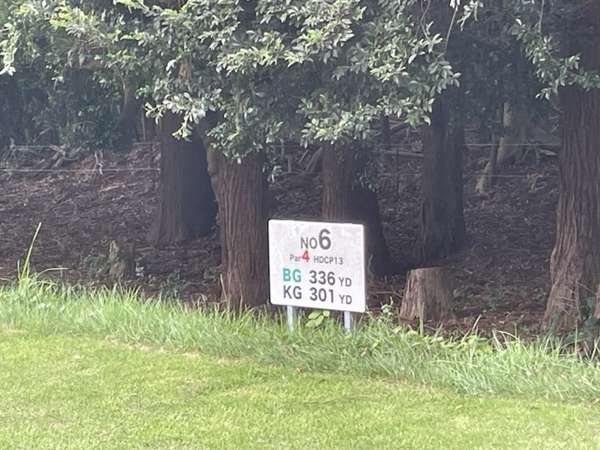 NO6
Par4 HDCP13
BG 336 YD
KG 301 YD